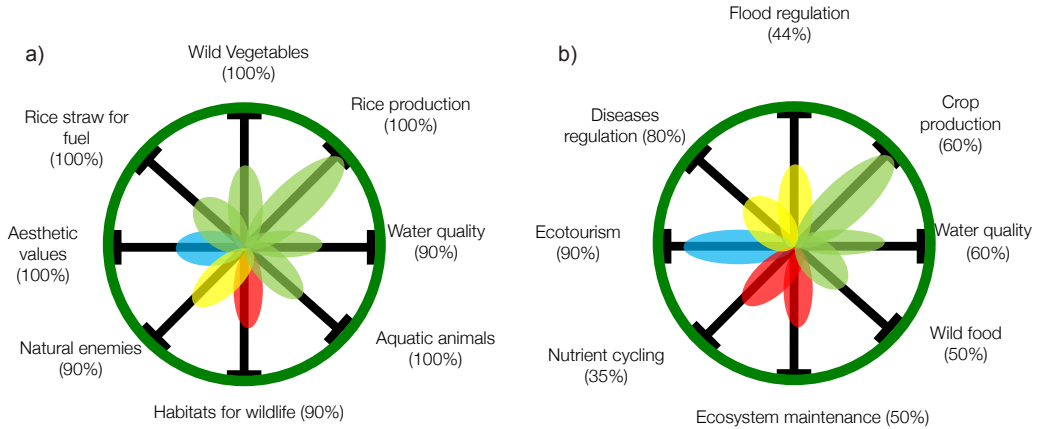 a)
Wild Vegetables
(100%)
Rice production
(100%)
Rice straw for
fuel
(100%)
Aesthetic
values
(100%)
Water quality
(90%)
Natural enemies
(90%)
Aquatic animals
(100%)
Habitats for wildlife (90%)
b)
Flood regulation
(44%)
Crop
production
(60%)
Diseases
regulation (80%)
Ecotourism
(90%)
Water quality
(60%)
Nutrient cycling
(35%)
Wild food
(50%)
Ecosystem maintenance (50%)